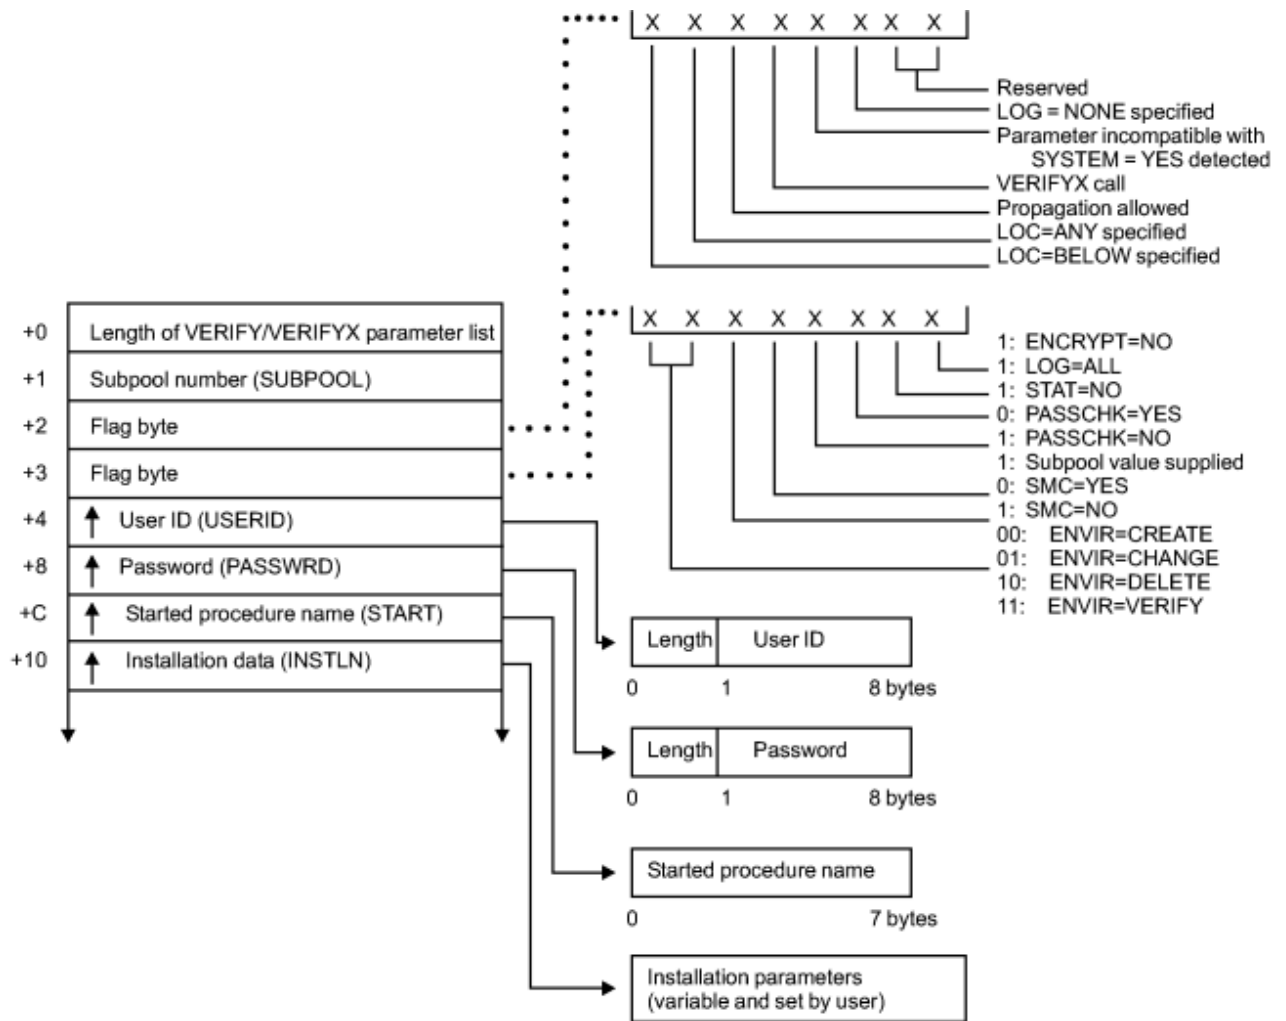 X X X X X X X X
Reserved
LOG = NONE specified
Parameter incompatible with
SYSTEM = YES detected
VERIFYX call
Propagation allowed
LOC=ANY specified
LOC=BELOW specified
X X X X X X X X
1: ENCRYPT=NO
1: LOG=ALL
1: STAT=NO
0: PASSCHK=YES
1: PASSCHK=NO
1: Subpool value supplied
0: SMC=YES
1: SMC=NO
00: ENVIR=CREATE
01: ENVIR=CHANGE
10: ENVIR=DELETE
11: ENVIR=VERIFY
+0 Length of VERIFY/VERIFYX parameter list
+1 Subpool number (SUBPOOL)
+2 Flag byte
+3 Flag byte
+4 User ID (USERID)
+8 Password (PASSWRD)
+C Started procedure name (START)
+10 Installation data (INSTLN)
Length User ID
0 1 8 bytes
Length Password
0 1 8 bytes
Started procedure name
0 7 bytes
Installation parameters
(variable and set by user)